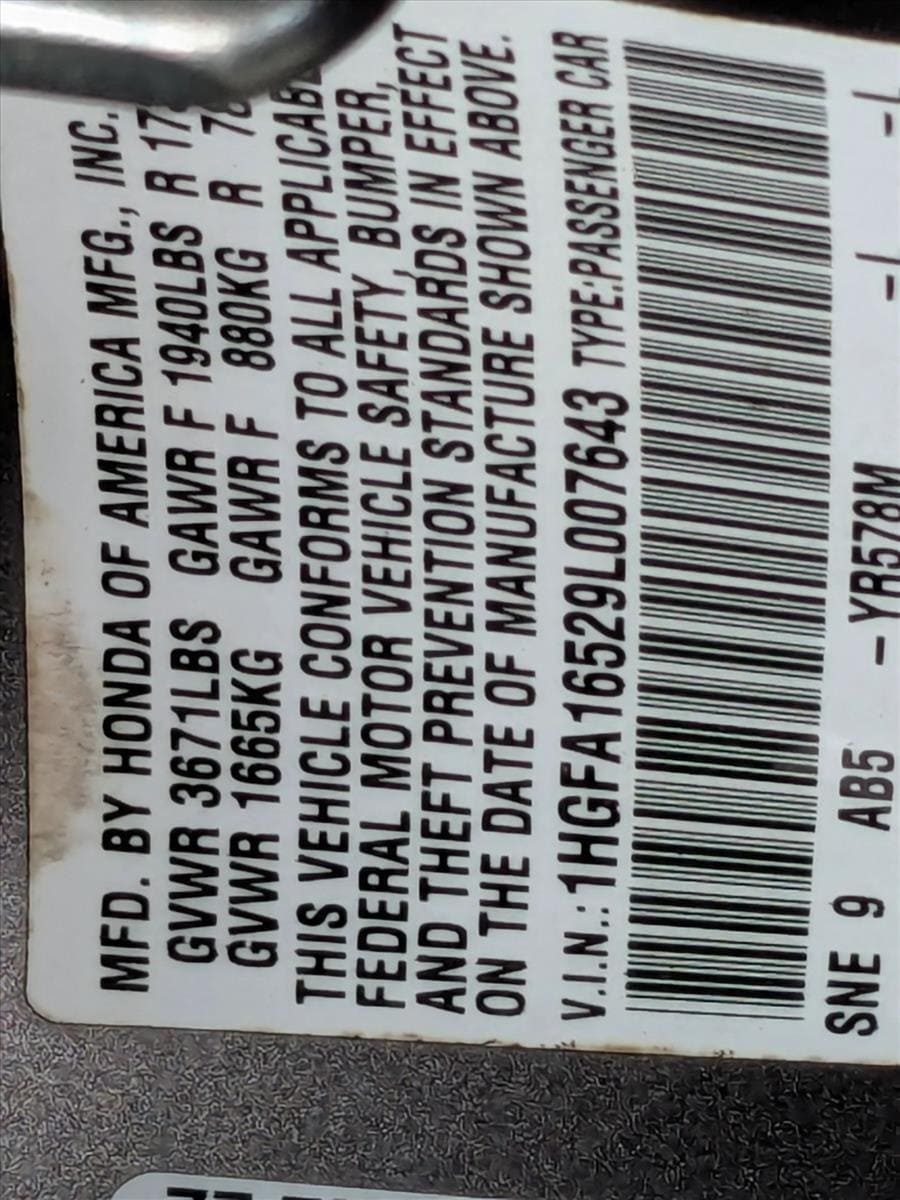 MFD. BY HONDA OF AMERICA MFG., INC.
GVWR 3671LBS GAWR F 1940LBS R
GVWR 1665KG GAWR F 880KG R
THIS VEHICLE CONFORMS TO ALL APPLICABLE
FEDERAL MOTOR VEHICLE SAFETY, BUMPER,
AND THEFT PREVENTION STANDARDS IN EFFECT
ON THE DATE OF MANUFACTURE SHOWN ABOVE.
V.I.N.: 1HGFA16529L007643 TYPE:PASSENGER CAR
SNE 9 AB5 - YR578M